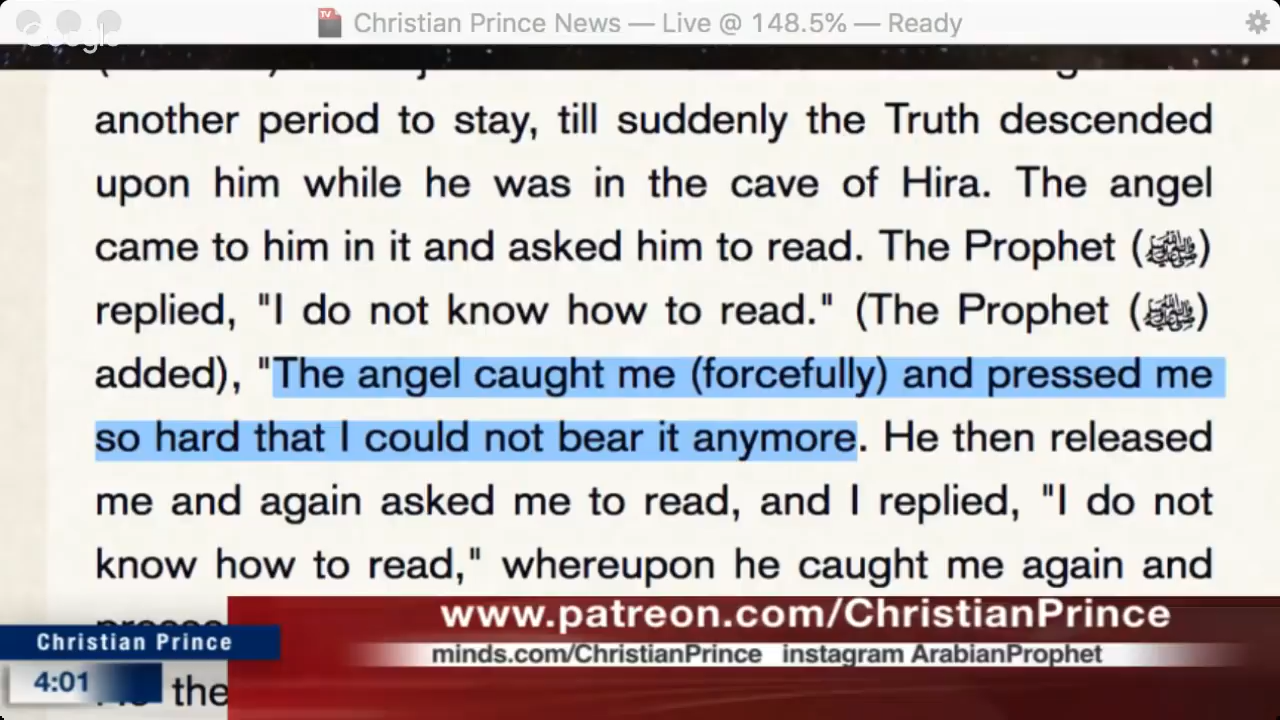 Christian Prince News — Live @ 148.5% — Ready
Google
another period to stay, till suddenly the Truth descended
upon him while he was in the cave of Hira. The angel
came to him in it and asked him to read. The Prophet (ﷺ)
replied, "I do not know how to read." (The Prophet (ﷺ)
added), "The angel caught me (forcefully) and pressed me
so hard that I could not bear it anymore. He then released
me and again asked me to read, and I replied, "I do not
know how to read," whereupon he caught me again and
www.patreon.com/ChristianPrince
Christian Prince
minds.com/ChristianPrince instagram ArabianProphet
4:01
the